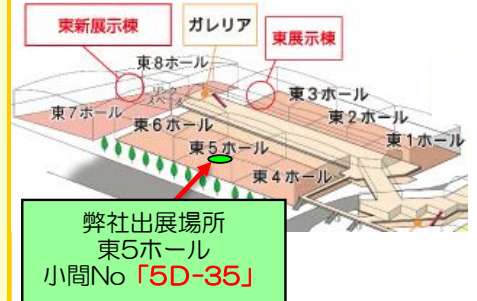 東新展示棟
ガレリア
東展示棟
東8ホール
東3ホール
東7ホール
東6ホール
東2ホール
東5ホール
東1ホール
東4ホール
弊社出展場所
東5ホール
小間No「5D-35」